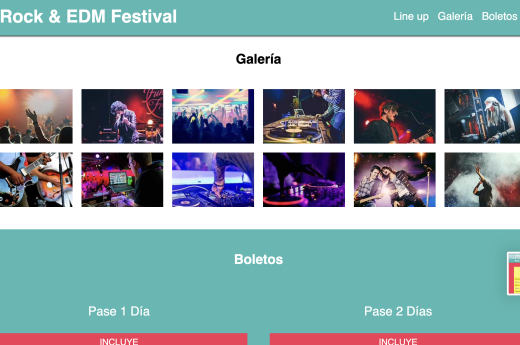 Rock & EDM Festival
Line up Galería Boletos
Galería
Boletos
Pase 1 Día Pase 2 Días
INCLUYE INCLUYE